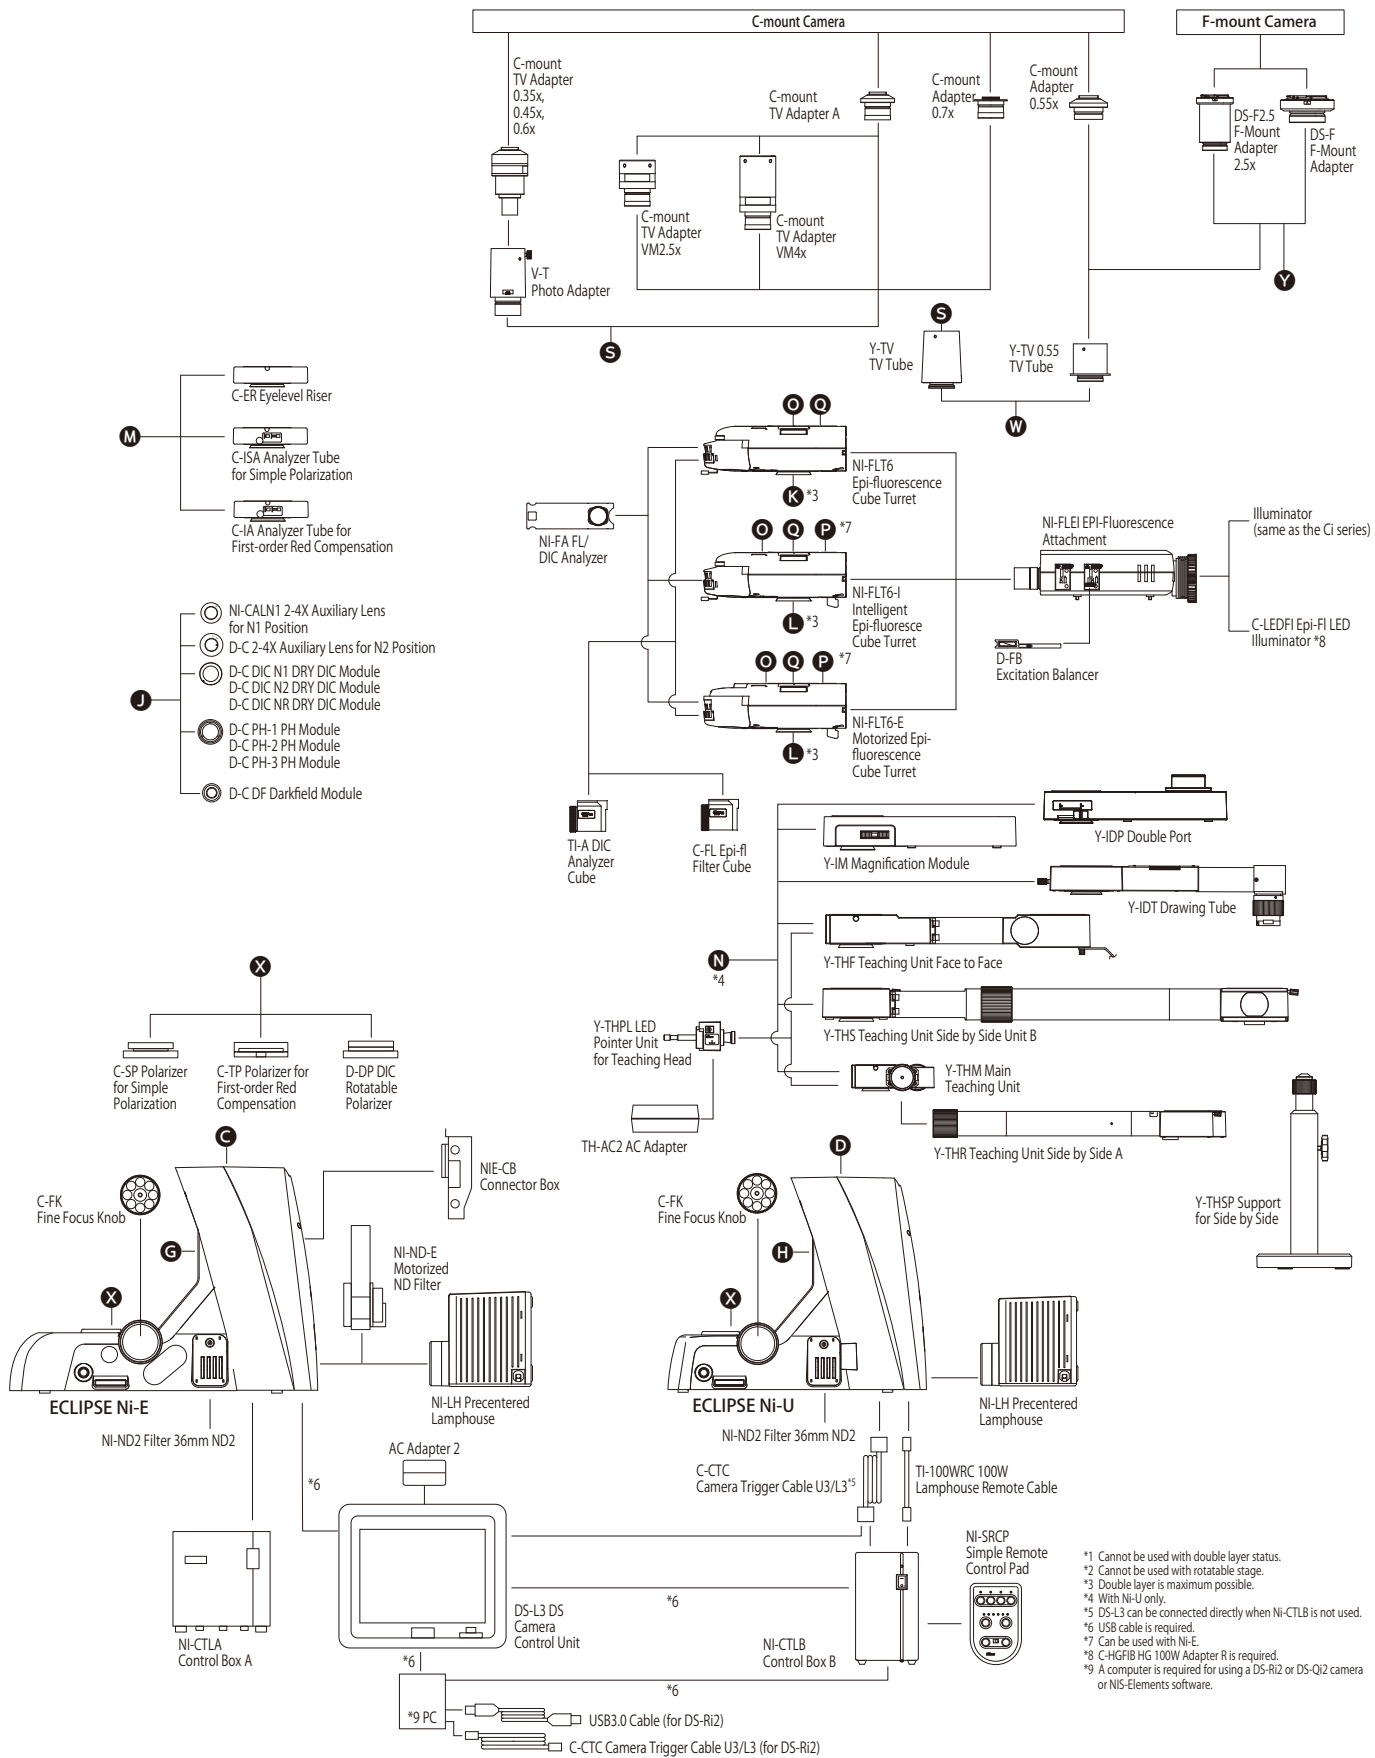 C-mount Camera
F-mount Camera
C-mount
TV Adapter
0.35x,
0.45x,
0.6x
C-mount
TV Adapter A
C-mount
Adapter
0.7x
C-mount
Adapter
0.55x
DS-F2.5
F-Mount
Adapter
2.5x
DS-F
F-Mount
Adapter
C-mount
TV Adapter
VM2.5x
C-mount
TV Adapter
VM4x
V-T
Photo Adapter
Y
S
S
Y-TV
TV Tube
Y-TV 0.55
TV Tube
W
M
C-ER Eyelevel Riser
C-ISA Analyzer Tube
for Simple Polarization
C-IA Analyzer Tube for
First-order Red Compensation
O Q
NI-FLT6
Epi-fluorescence
Cube Turret
K *3
NI-FA FL/
DIC Analyzer
O Q P *7
NI-FLT6-I
Intelligent
Epi-fluoresce
Cube Turret
L *3
O Q P *7
NI-FLT6-E
Motorized Epi-
fluorescence
Cube Turret
L *3
NI-FLEI EPI-Fluorescence
Attachment
Illuminator
(same as the Ci series)
C-LEDFI Epi-Fl LED
Illuminator *8
D-FB
Excitation Balancer
J
NI-CALN1 2-4X Auxiliary Lens
for N1 Position
D-C 2-4X Auxiliary Lens for N2 Position
D-C DIC N1 DRY DIC Module
D-C DIC N2 DRY DIC Module
D-C DIC NR DRY DIC Module
D-C PH-1 PH Module
D-C PH-2 PH Module
D-C PH-3 PH Module
D-C DF Darkfield Module
TI-A DIC
Analyzer
Cube
C-FL Epi-fl
Filter Cube
Y-IDP Double Port
Y-IM Magnification Module
Y-IDT Drawing Tube
Y-THF Teaching Unit Face to Face
N
*4
Y-THS Teaching Unit Side by Side Unit B
Y-THPL LED
Pointer Unit
for Teaching Head
Y-THM Main
Teaching Unit
TH-AC2 AC Adapter
Y-THR Teaching Unit Side by Side A
Y-THSP Support
for Side by Side
X
C-SP Polarizer
for Simple
Polarization
C-TP Polarizer for
First-order Red
Compensation
D-DP DIC
Rotatable
Polarizer
C
C-FK
Fine Focus Knob
NIE-CB
Connector Box
G
NI-ND-E
Motorized
ND Filter
X
NI-LH Precentered
Lamphouse
ECLIPSE Ni-E
NI-ND2 Filter 36mm ND2
D
C-FK
Fine Focus Knob
H
X
NI-LH Precentered
Lamphouse
ECLIPSE Ni-U
NI-ND2 Filter 36mm ND2
AC Adapter 2
*6
C-CTC
Camera Trigger Cable U3/L3*5
TI-100WRC 100W
Lamphouse Remote Cable
NI-SRCP
Simple Remote
Control Pad
NI-CTLA
Control Box A
DS-L3 DS
Camera
Control Unit
*6
NI-CTLB
Control Box B
*6
*6
*9 PC
USB3.0 Cable (for DS-Ri2)
C-CTC Camera Trigger Cable U3/L3 (for DS-Ri2)
*1 Cannot be used with double layer status.
*2 Cannot be used with rotatable stage.
*3 Double layer is maximum possible.
*4 With Ni-U only.
*5 DS-L3 can be connected directly when Ni-CTLB is not used.
*6 USB cable is required.
*7 Can be used with Ni-E.
*8 C-HGFIB HG 100W Adapter R is required.
*9 A computer is required for using a DS-Ri2 or DS-Qi2 camera
or NIS-Elements software.